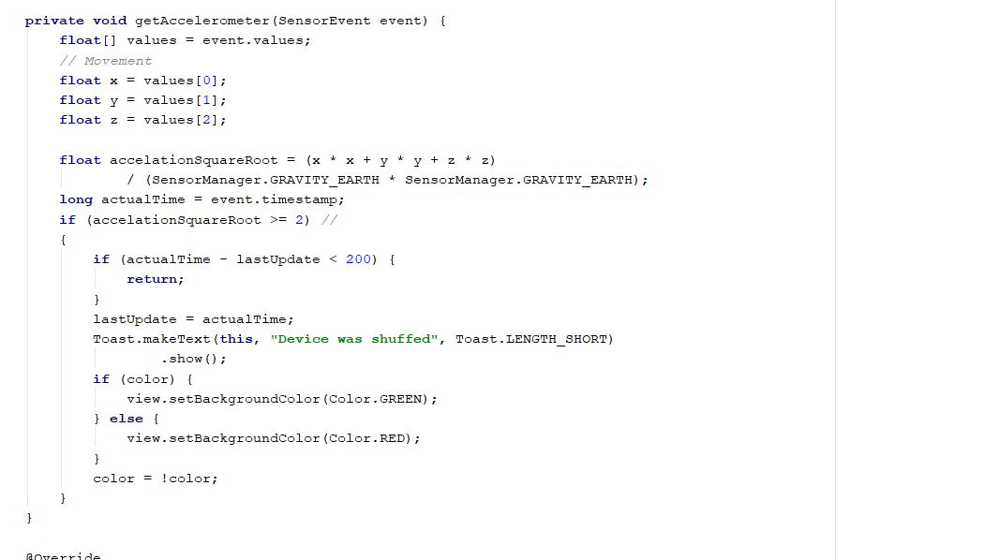 private void getAccelerometer(SensorEvent event) {
float[] values = event.values;
// Movement
float x = values[0];
float y = values[1];
float z = values[2];
float accelationSquareRoot = (x * x + y * y + z * z)
/ (SensorManager.GRAVITY_EARTH * SensorManager.GRAVITY_EARTH);
long actualTime = event.timestamp;
if (accelationSquareRoot >= 2) //
{
if (actualTime - lastUpdate < 200) {
return;
}
lastUpdate = actualTime;
Toast.makeText(this, "Device was shuffed", Toast.LENGTH_SHORT)
.show();
if (color) {
view.setBackgroundColor(Color.GREEN);
} else {
view.setBackgroundColor(Color.RED);
}
color = !color;
}
}
@Override